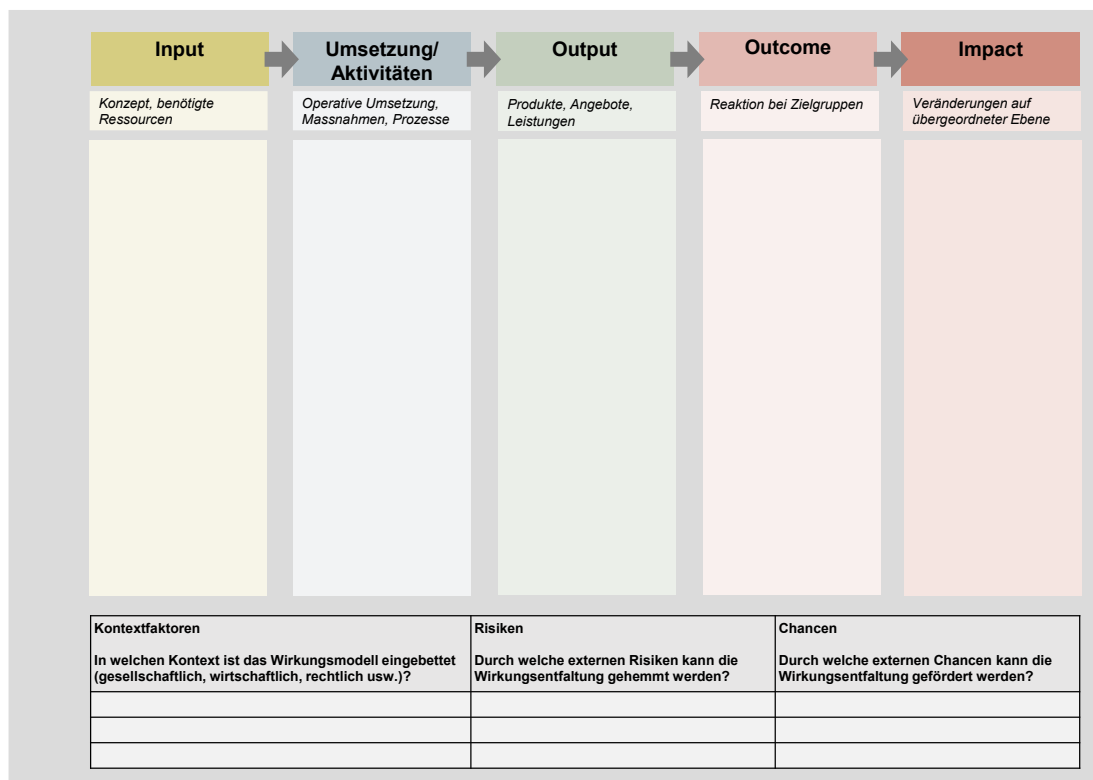 Input
Umsetzung/
Aktivitäten
Output
Outcome
Impact
Konzept, benötigte
Ressourcen
Operative Umsetzung,
Massnahmen, Prozesse
Produkte, Angebote,
Leistungen
Reaktion bei Zielgruppen
Veränderungen auf
übergeordneter Ebene
Kontextfaktoren
In welchen Kontext ist das Wirkungsmodell eingebettet
(gesellschaftlich, wirtschaftlich, rechtlich usw.)?
Risiken
Durch welche externen Risiken kann die
Wirkungsentfaltung gehemmt werden?
Chancen
Durch welche externen Chancen kann die
Wirkungsentfaltung gefördert werden?